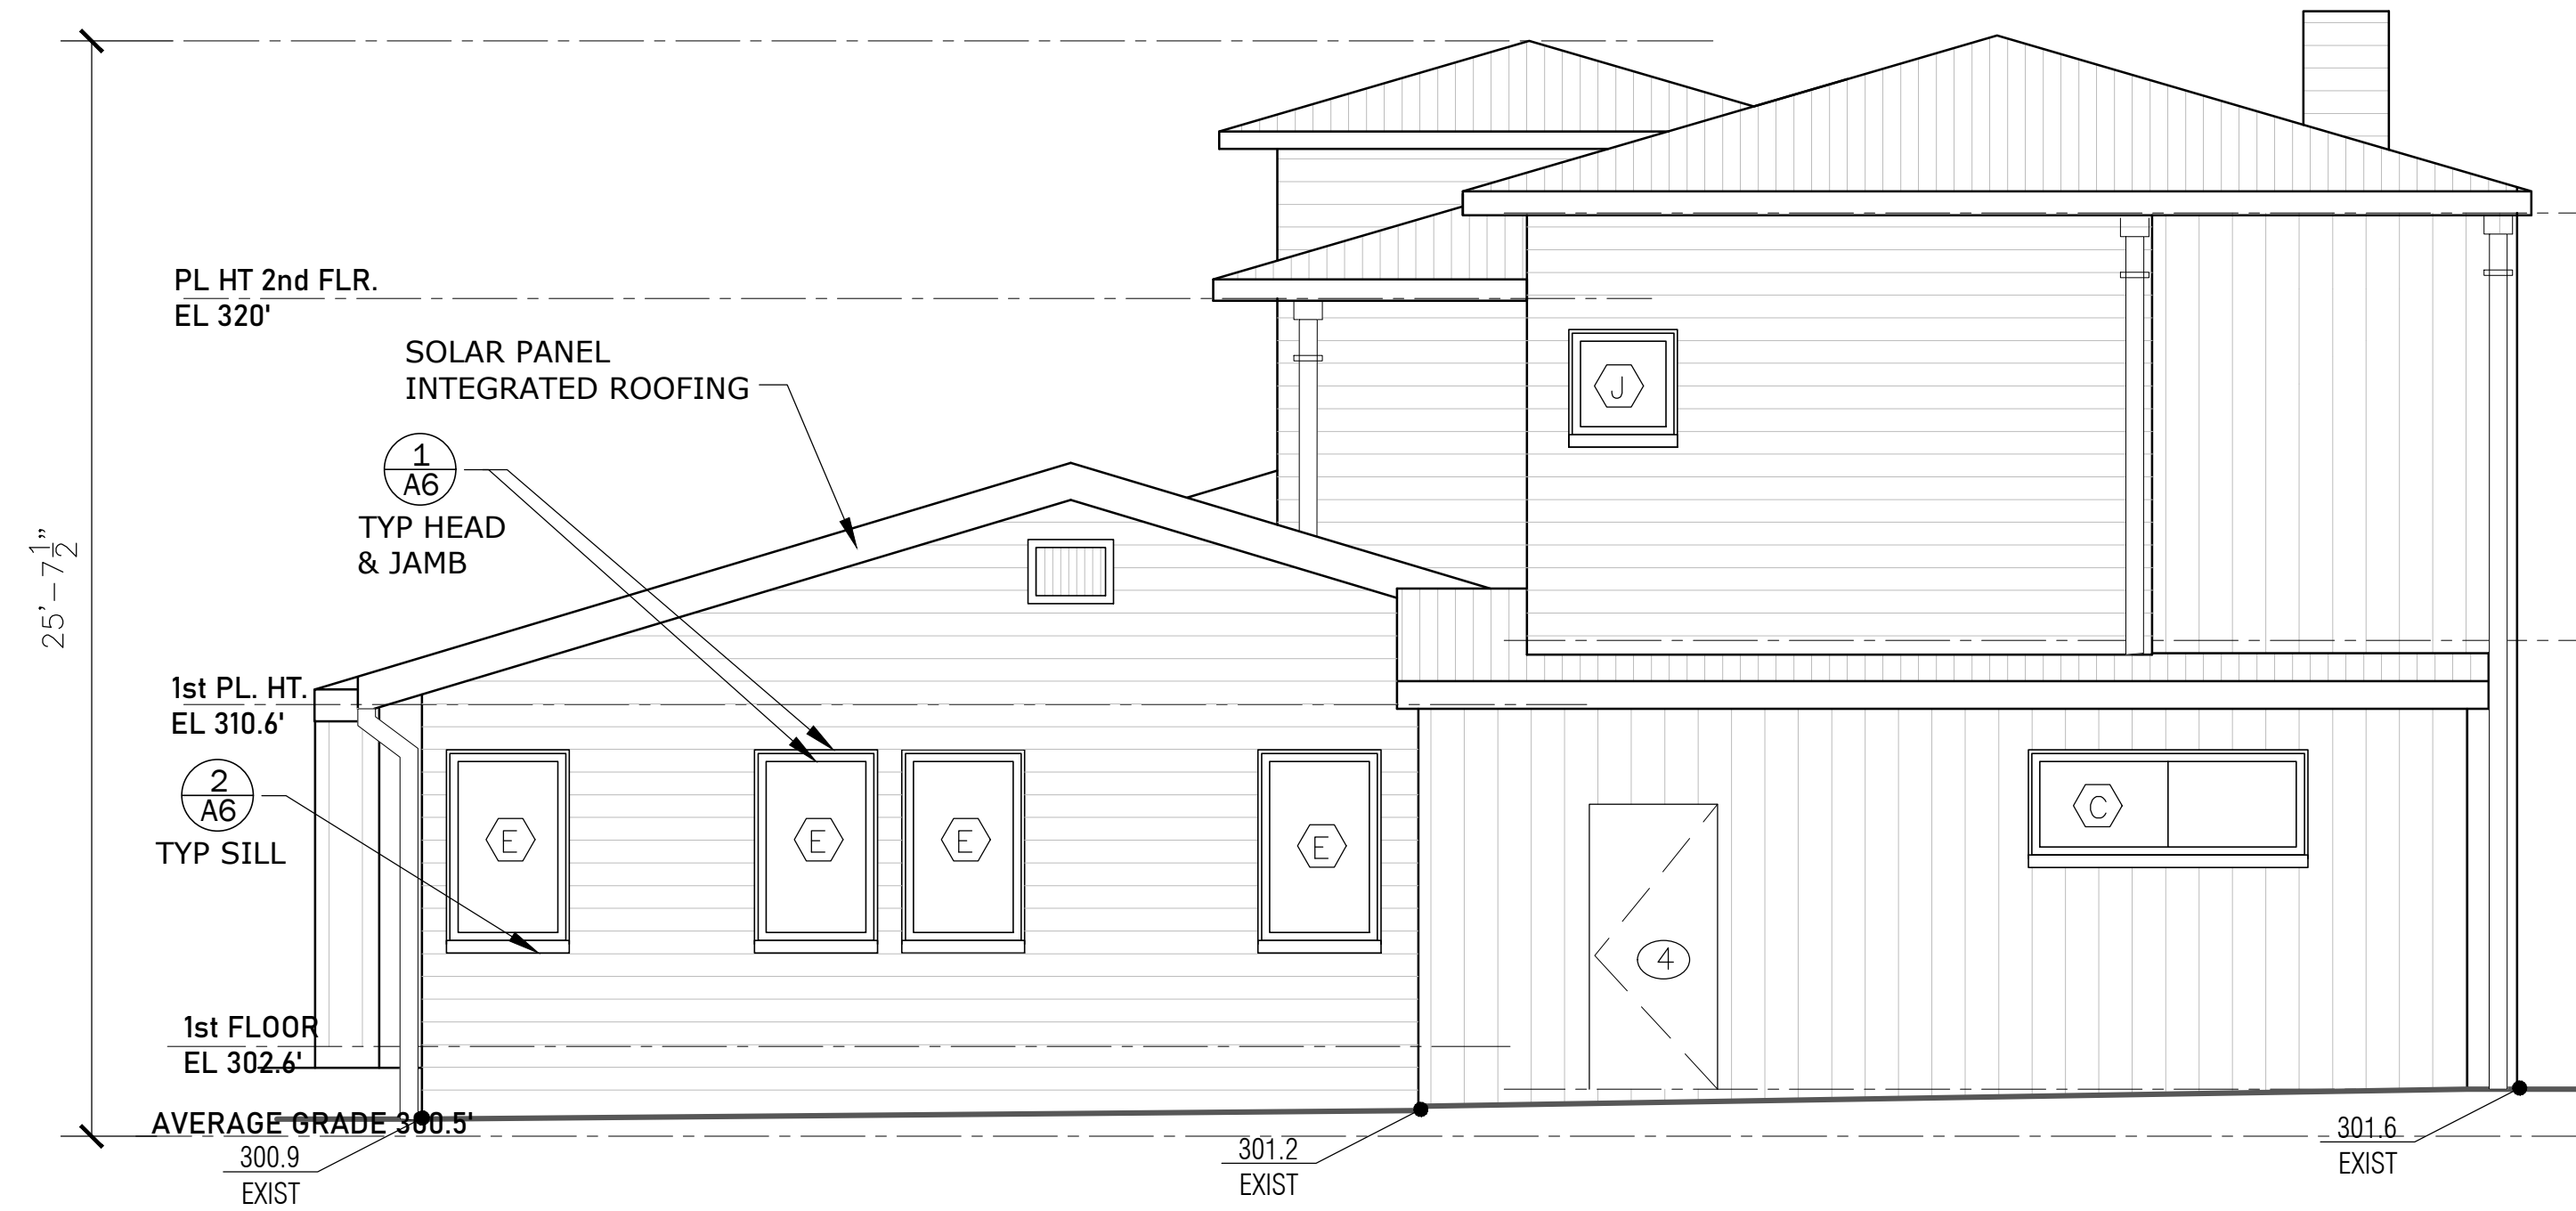 PL HT 2nd FLR.
EL 320'
SOLAR PANEL
INTEGRATED ROOFING
1
A6
TYP HEAD
& JAMB
J
25'-7 1/2"
1st PL. HT.
EL 310.6'
2
A6
TYP SILL
E
E
E
E
C
4
1st FLOOR
EL 302.6'
AVERAGE GRADE 300.5'
300.9
EXIST
301.2
EXIST
301.6
EXIST